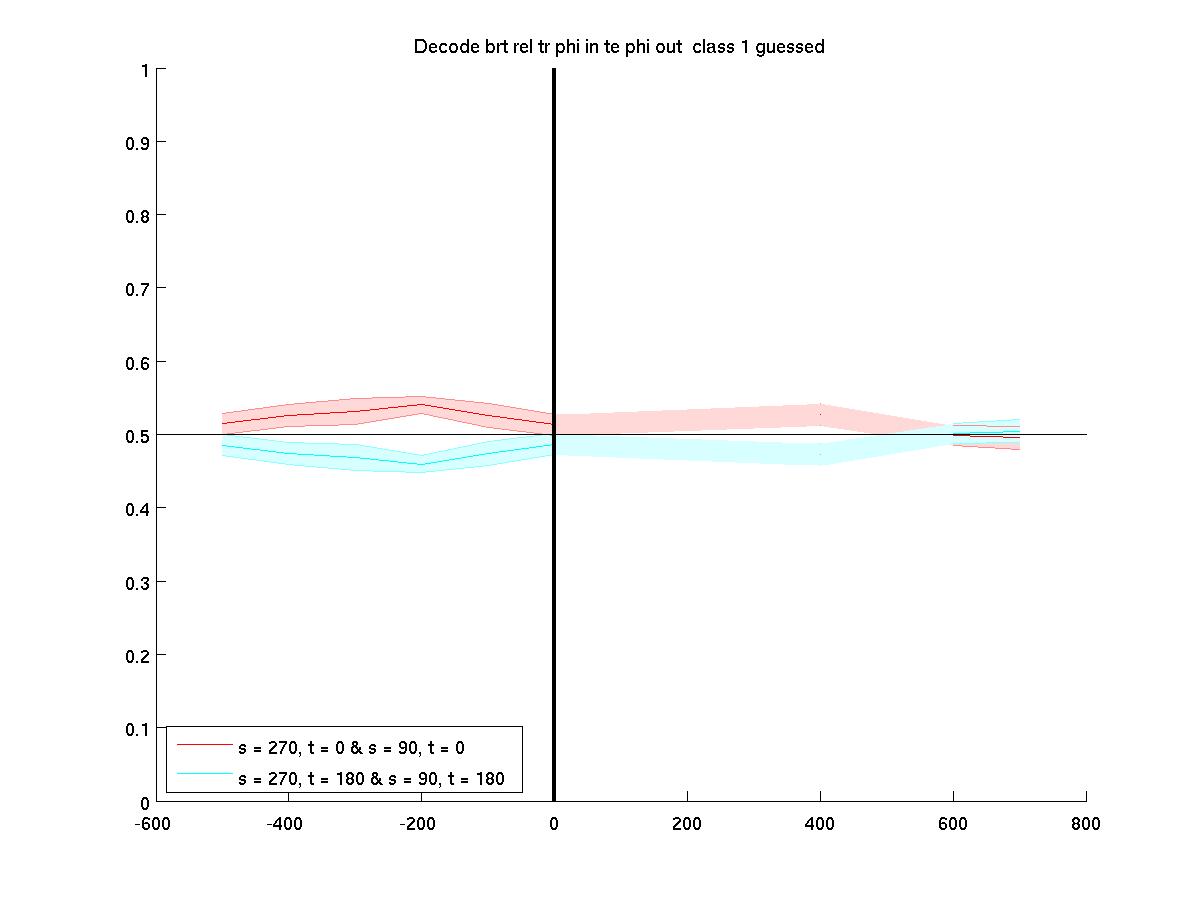 Decode brt rel tr phi in te phi out  class 1 guessed
1
0.9
0.8
0.7
0.6
0.5
0.4
0.3
0.2
0.1
0
s = 270, t = 0 & s = 90, t = 0
s = 270, t = 180 & s = 90, t = 180
-600 -400 -200 0 200 400 600 800